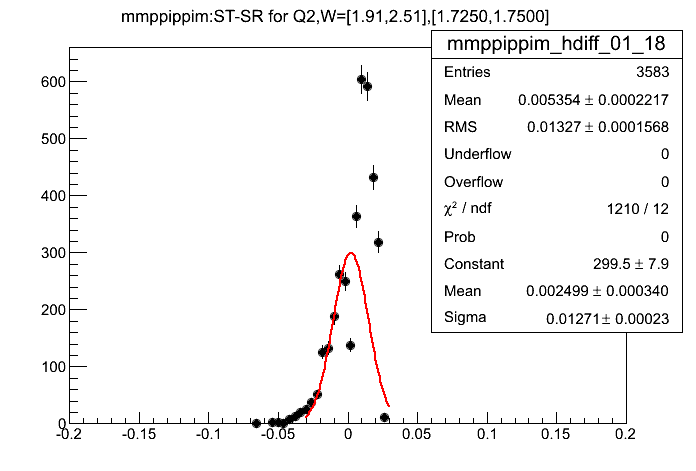 mmppippim:ST-SR for Q2,W=[1.91,2.51],[1.7250,1.7500]
mmppippim_hdiff_01_18
Entries 3583
Mean 0.005354 ± 0.0002217
RMS 0.01327 ± 0.0001568
Underflow 0
Overflow 0
χ² / ndf 1210 / 12
Prob 0
Constant 299.5 ± 7.9
Mean 0.002499 ± 0.000340
Sigma 0.01271 ± 0.00023
600
500
400
300
200
100
0
-0.2 -0.15 -0.1 -0.05 0 0.05 0.1 0.15 0.2